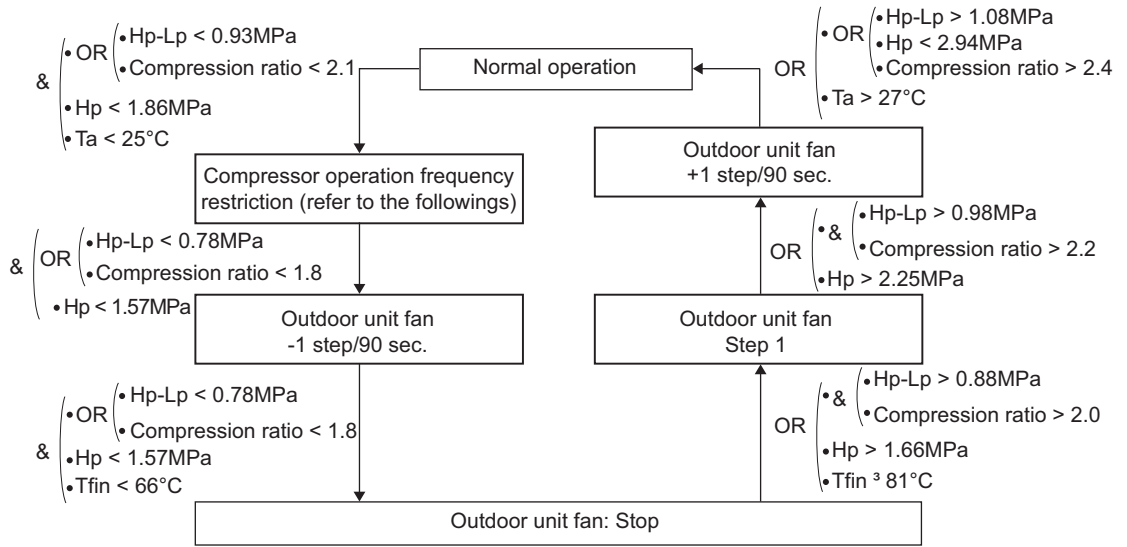 & • OR • Hp-Lp < 0.93MPa
• Compression ratio < 2.1
• Hp < 1.86MPa
• Ta < 25°C
Normal operation
OR • OR • Hp-Lp > 1.08MPa
• Hp < 2.94MPa
• Compression ratio > 2.4
• Ta > 27°C
Compressor operation frequency
restriction (refer to the followings)
Outdoor unit fan
+1 step/90 sec.
& OR • Hp-Lp < 0.78MPa
• Compression ratio < 1.8
• Hp < 1.57MPa
OR • & • Hp-Lp > 0.98MPa
• Compression ratio > 2.2
• Hp > 2.25MPa
Outdoor unit fan
-1 step/90 sec.
Outdoor unit fan
Step 1
& • OR • Hp-Lp < 0.78MPa
• Compression ratio < 1.8
• Hp < 1.57MPa
• Tfin < 66°C
OR • & • Hp-Lp > 0.88MPa
• Compression ratio > 2.0
• Hp > 1.66MPa
• Tfin ³ 81°C
Outdoor unit fan: Stop